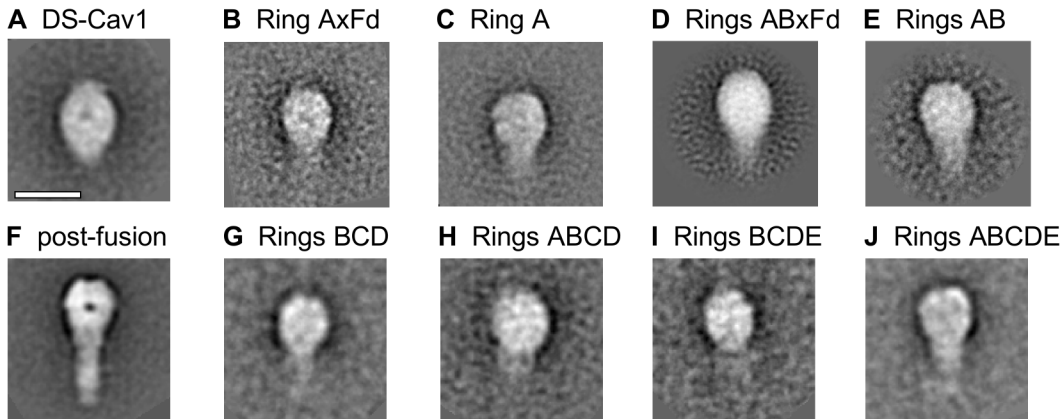 A DS-Cav1 B Ring AxFd C Ring A D Rings ABxFd E Rings AB
F post-fusion G Rings BCD H Rings ABCD I Rings BCDE J Rings ABCDE